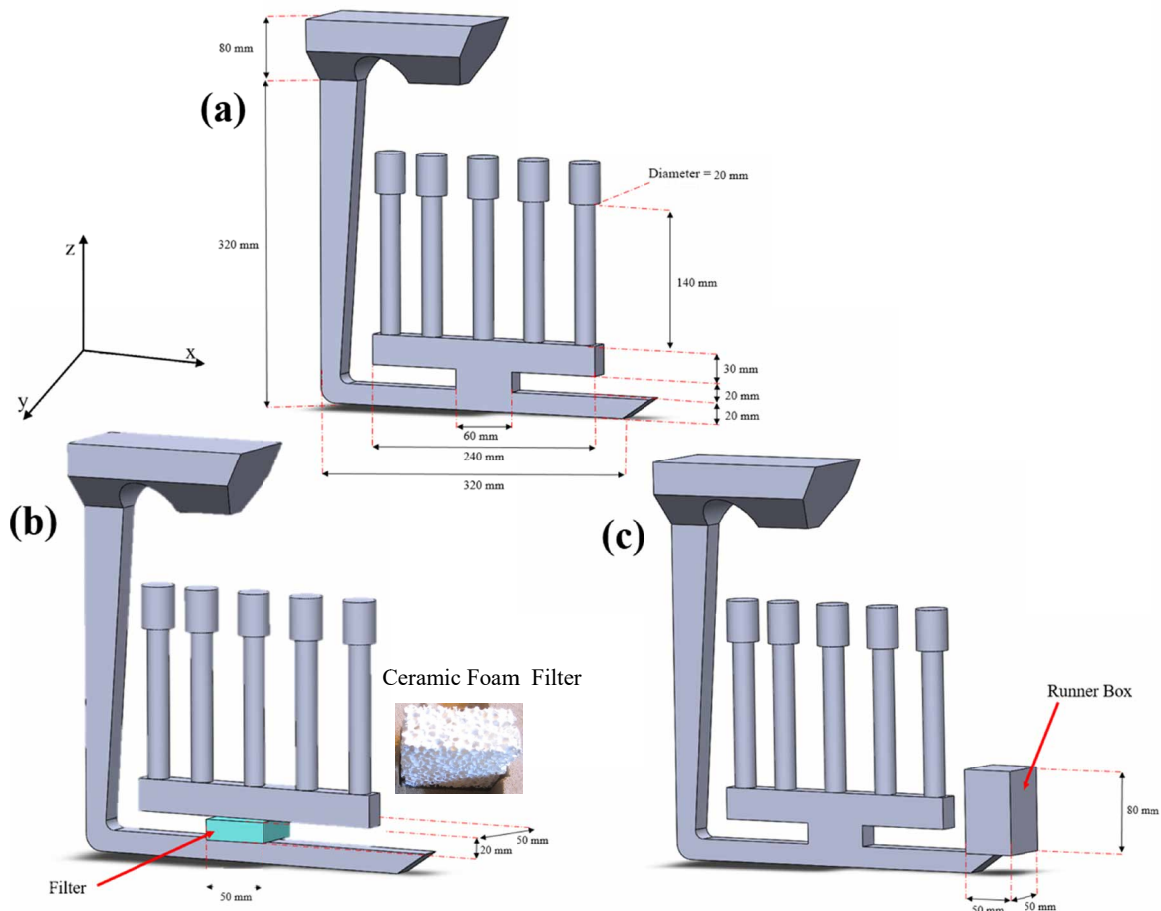 80 mm
(a)
Diameter = 20 mm
320 mm
140 mm
z
x
y
30 mm
20 mm
20 mm
60 mm
240 mm
320 mm
(b)
(c)
Ceramic Foam Filter
Runner Box
50 mm
20 mm
80 mm
Filter
50 mm
50 mm
50 mm